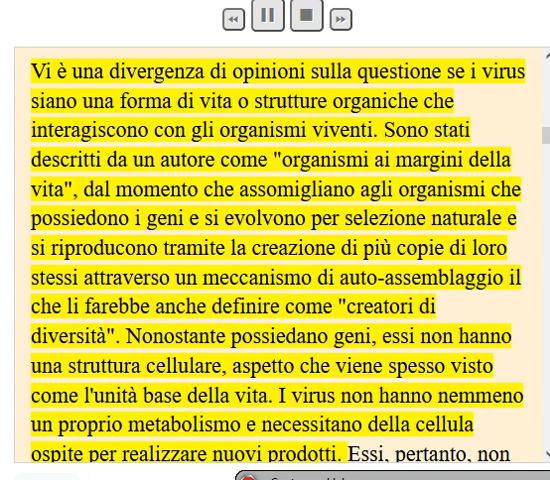 Vi è una divergenza di opinioni sulla questione se i virus
siano una forma di vita o strutture organiche che
interagiscono con gli organismi viventi. Sono stati
descritti da un autore come "organismi ai margini della
vita", dal momento che assomigliano agli organismi che
possiedono i geni e si evolvono per selezione naturale e
si riproducono tramite la creazione di più copie di loro
stessi attraverso un meccanismo di auto-assemblaggio il
che li farebbe anche definire come "creatori di
diversità". Nonostante possiedano geni, essi non hanno
una struttura cellulare, aspetto che viene spesso visto
come l'unità base della vita. I virus non hanno nemmeno
un proprio metabolismo e necessitano della cellula
ospite per realizzare nuovi prodotti. Essi, pertanto, non